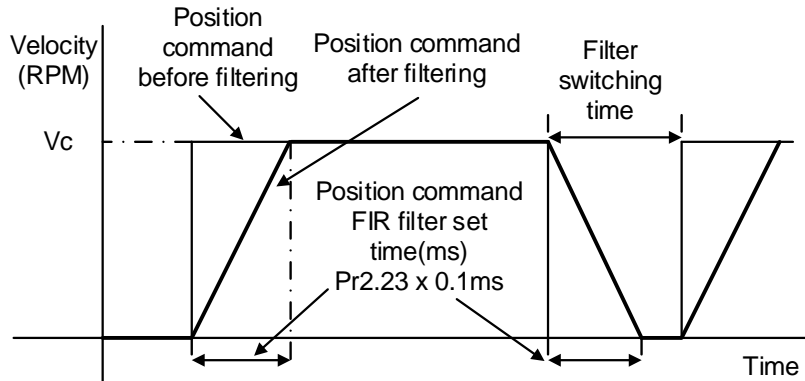 Velocity
(RPM)
Position
command
before filtering
Position command
after filtering
Filter
switching
time
Vc
Position command
FIR filter set
time(ms)
Pr2.23 x 0.1ms
Time